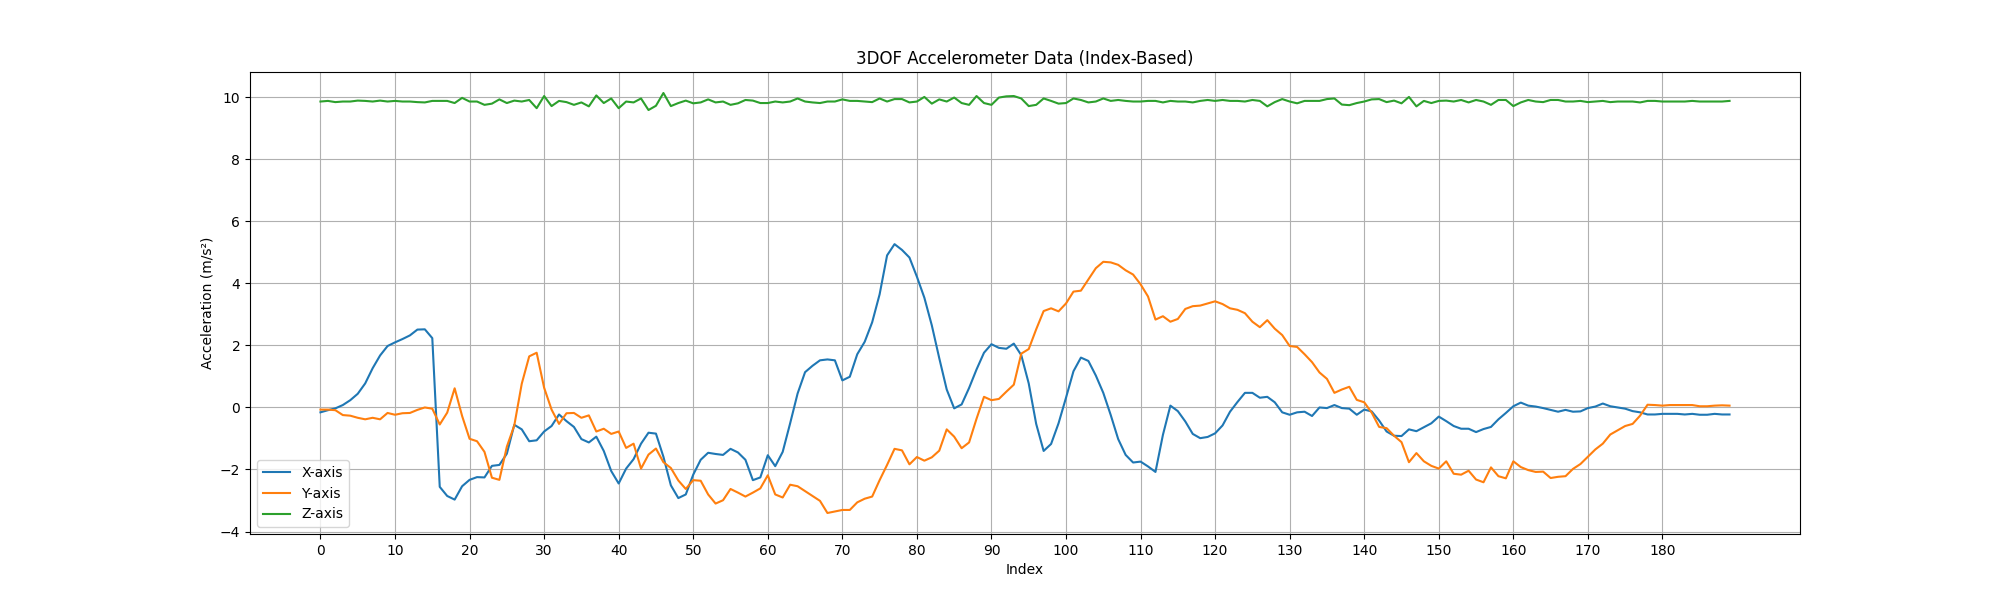 3DOF Accelerometer Data (Index-Based)
Acceleration (m/s²)
10
8
6
4
2
0
−2
−4
X-axis
Y-axis
Z-axis
0 10 20 30 40 50 60 70 80 90 100 110 120 130 140 150 160 170 180
Index